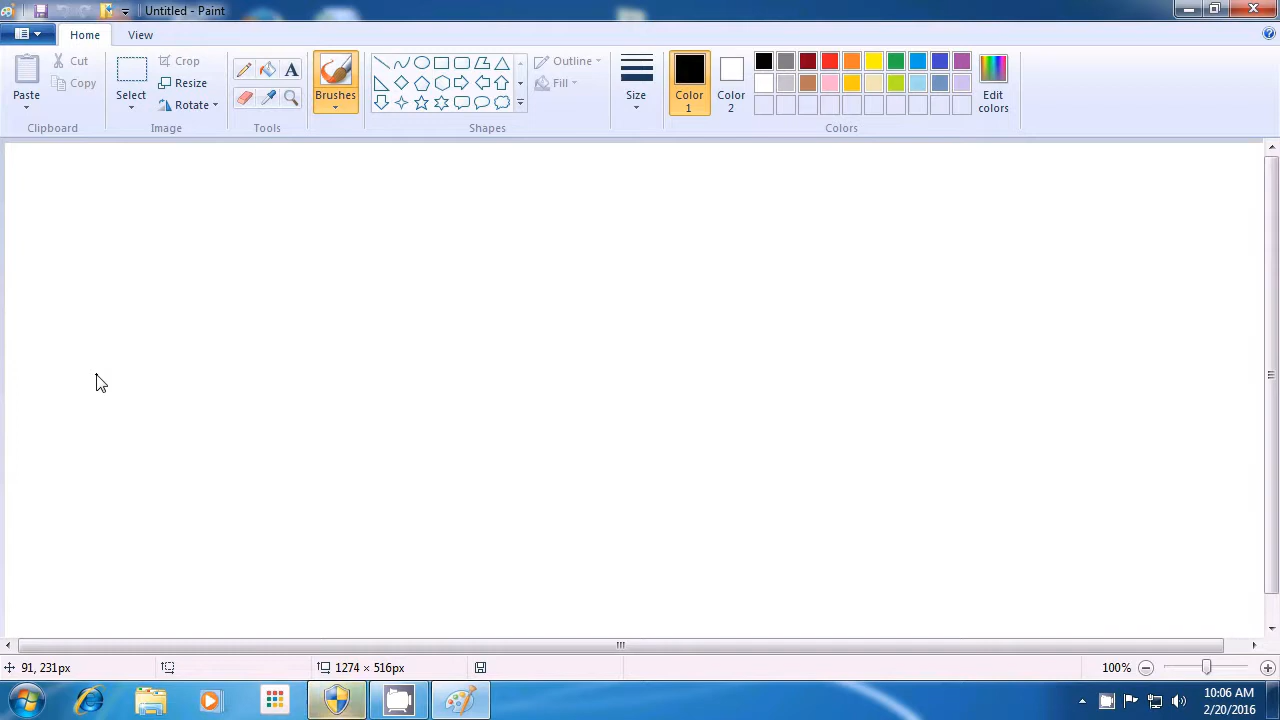 Untitled - Paint
Home View
Paste
Cut
Copy
Clipboard
Select
Crop
Resize
Rotate
Image
A
Tools
Brushes
Outline
Fill
Shapes
Size
Color 1
Color 2
Edit colors
Colors
91, 231px
1274 × 516px
100%
10:06 AM
2/20/2016